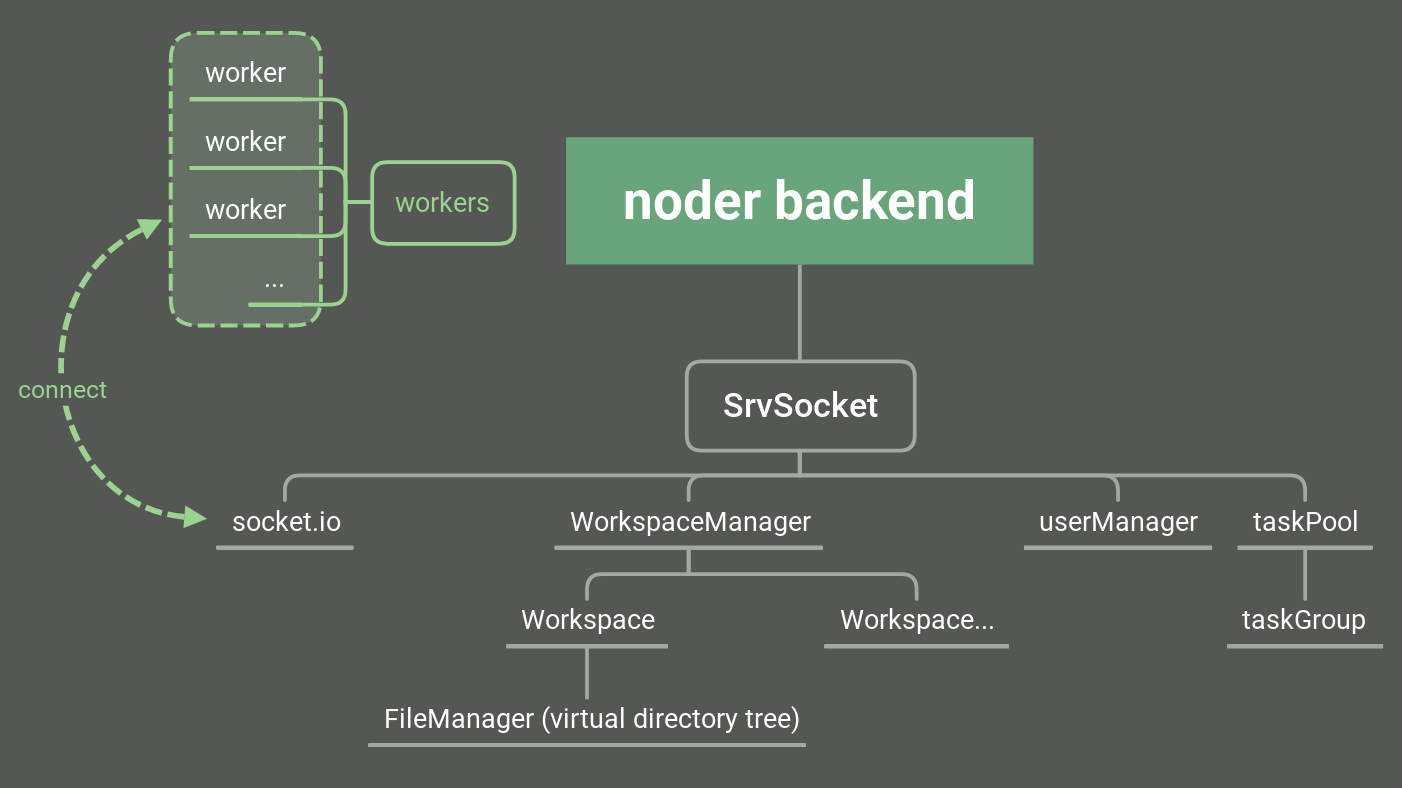 worker
worker
worker
...
workers
noder backend
connect
SrvSocket
socket.io
WorkspaceManager
userManager
taskPool
Workspace
Workspace...
taskGroup
FileManager (virtual directory tree)